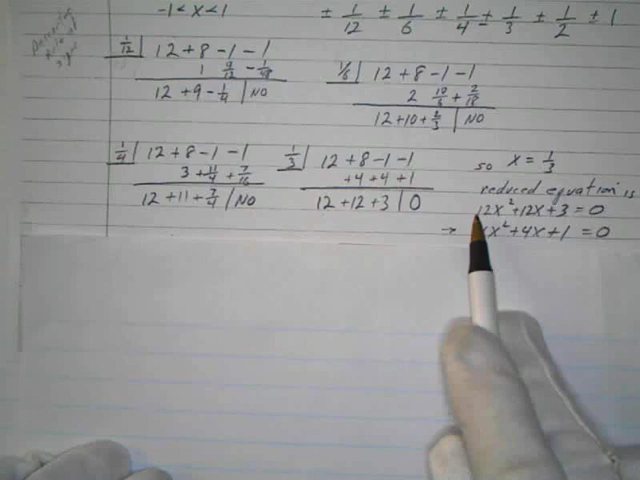 -1 < x < 1
± 1/12 ± 1/6 ± 1/4 ± 1/3 ± 1/2 ± 1
1/12 | 12 + 8 - 1 - 1
1 9/12 - 1/48
12 + 9 - 1/4 | NO
1/6 | 12 + 8 - 1 - 1
2 10/6 + 2/18
12 + 10 + 2/3 | NO
1/4 | 12 + 8 - 1 - 1
3 + 11/4 + 7/16
12 + 11 + 7/4 | NO
1/3 | 12 + 8 - 1 - 1
+4 +4 +1
12 + 12 + 3 | 0
so x = 1/3
reduced equation is
12x² + 12x + 3 = 0
→ x² + 4x + 1 = 0